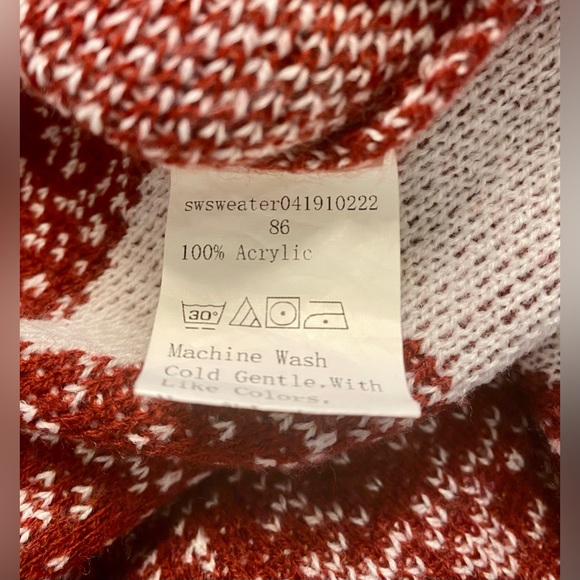 swsweater041910222
86
100% Acrylic
30°
Machine Wash
Cold Gentle.With
Like Colors.